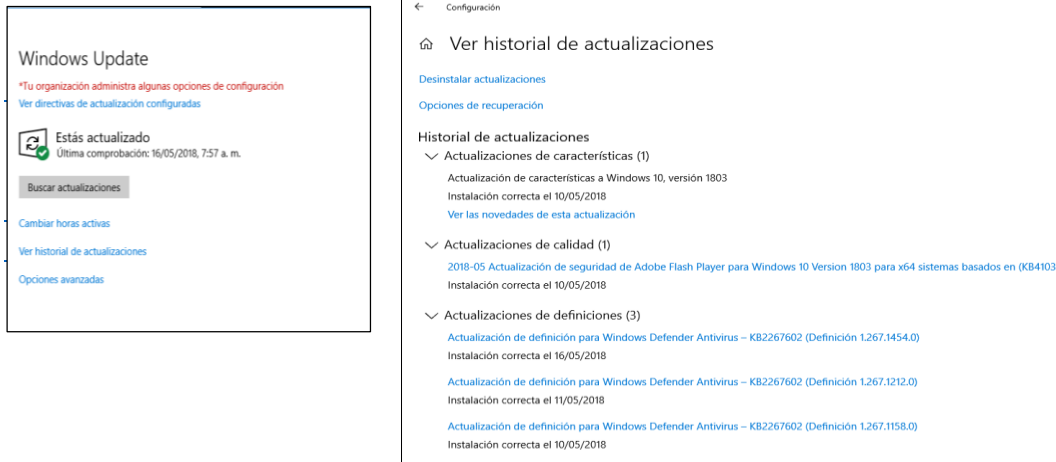 Windows Update
*Tu organización administra algunas opciones de configuración
Ver directivas de actualización configuradas
Estás actualizado
Última comprobación: 16/05/2018, 7:57 a. m.
Buscar actualizaciones
Cambiar horas activas
Ver historial de actualizaciones
Opciones avanzadas
Configuración
Ver historial de actualizaciones
Desinstalar actualizaciones
Opciones de recuperación
Historial de actualizaciones
Actualizaciones de características (1)
Actualización de características a Windows 10, versión 1803
Instalación correcta el 10/05/2018
Ver las novedades de esta actualización
Actualizaciones de calidad (1)
2018-05 Actualización de seguridad de Adobe Flash Player para Windows 10 Version 1803 para x64 sistemas basados en (KB4103
Instalación correcta el 10/05/2018
Actualizaciones de definiciones (3)
Actualización de definición para Windows Defender Antivirus – KB2267602 (Definición 1.267.1454.0)
Instalación correcta el 16/05/2018
Actualización de definición para Windows Defender Antivirus – KB2267602 (Definición 1.267.1212.0)
Instalación correcta el 11/05/2018
Actualización de definición para Windows Defender Antivirus – KB2267602 (Definición 1.267.1158.0)
Instalación correcta el 10/05/2018